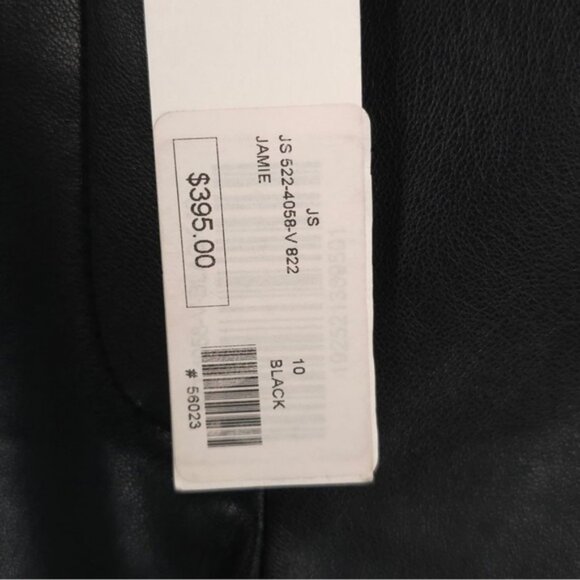 JS
JS 522-4058-V 822
JAMIE
$395.00
10
BLACK
# 56023